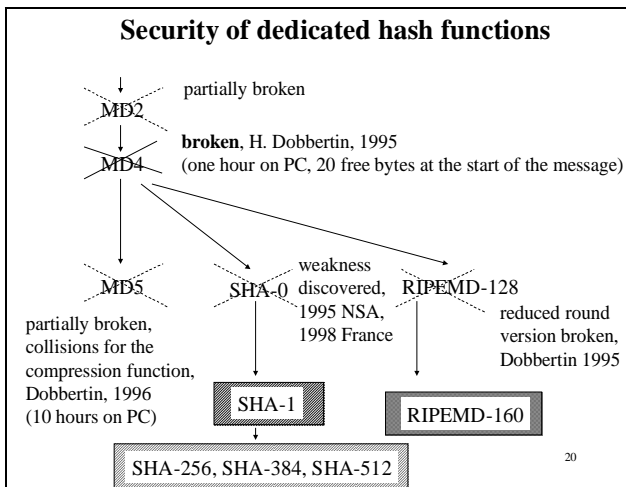 Security of dedicated hash functions
MD2
partially broken
MD4
broken, H. Dobbertin, 1995
(one hour on PC, 20 free bytes at the start of the message)
MD5
partially broken,
collisions for the
compression function,
Dobbertin, 1996
(10 hours on PC)
SHA-0
weakness
discovered,
1995 NSA,
1998 France
RIPEMD-128
reduced round
version broken,
Dobbertin 1995
SHA-1
RIPEMD-160
SHA-256, SHA-384, SHA-512
20